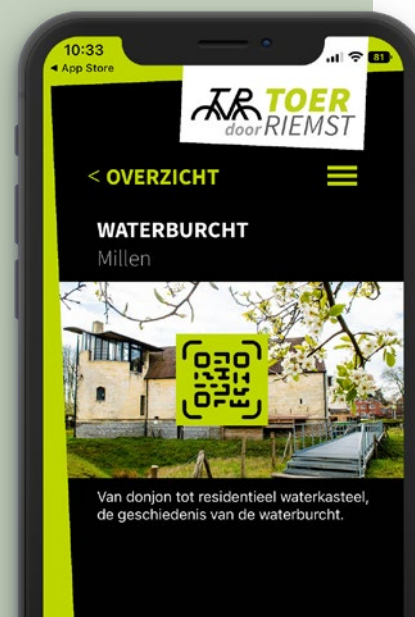 10:33
81
◀ App Store
TOER
door RIEMST
< OVERZICHT
WATERBURCHT
Millen
Van donjon tot residentieel waterkasteel,
de geschiedenis van de waterburcht.